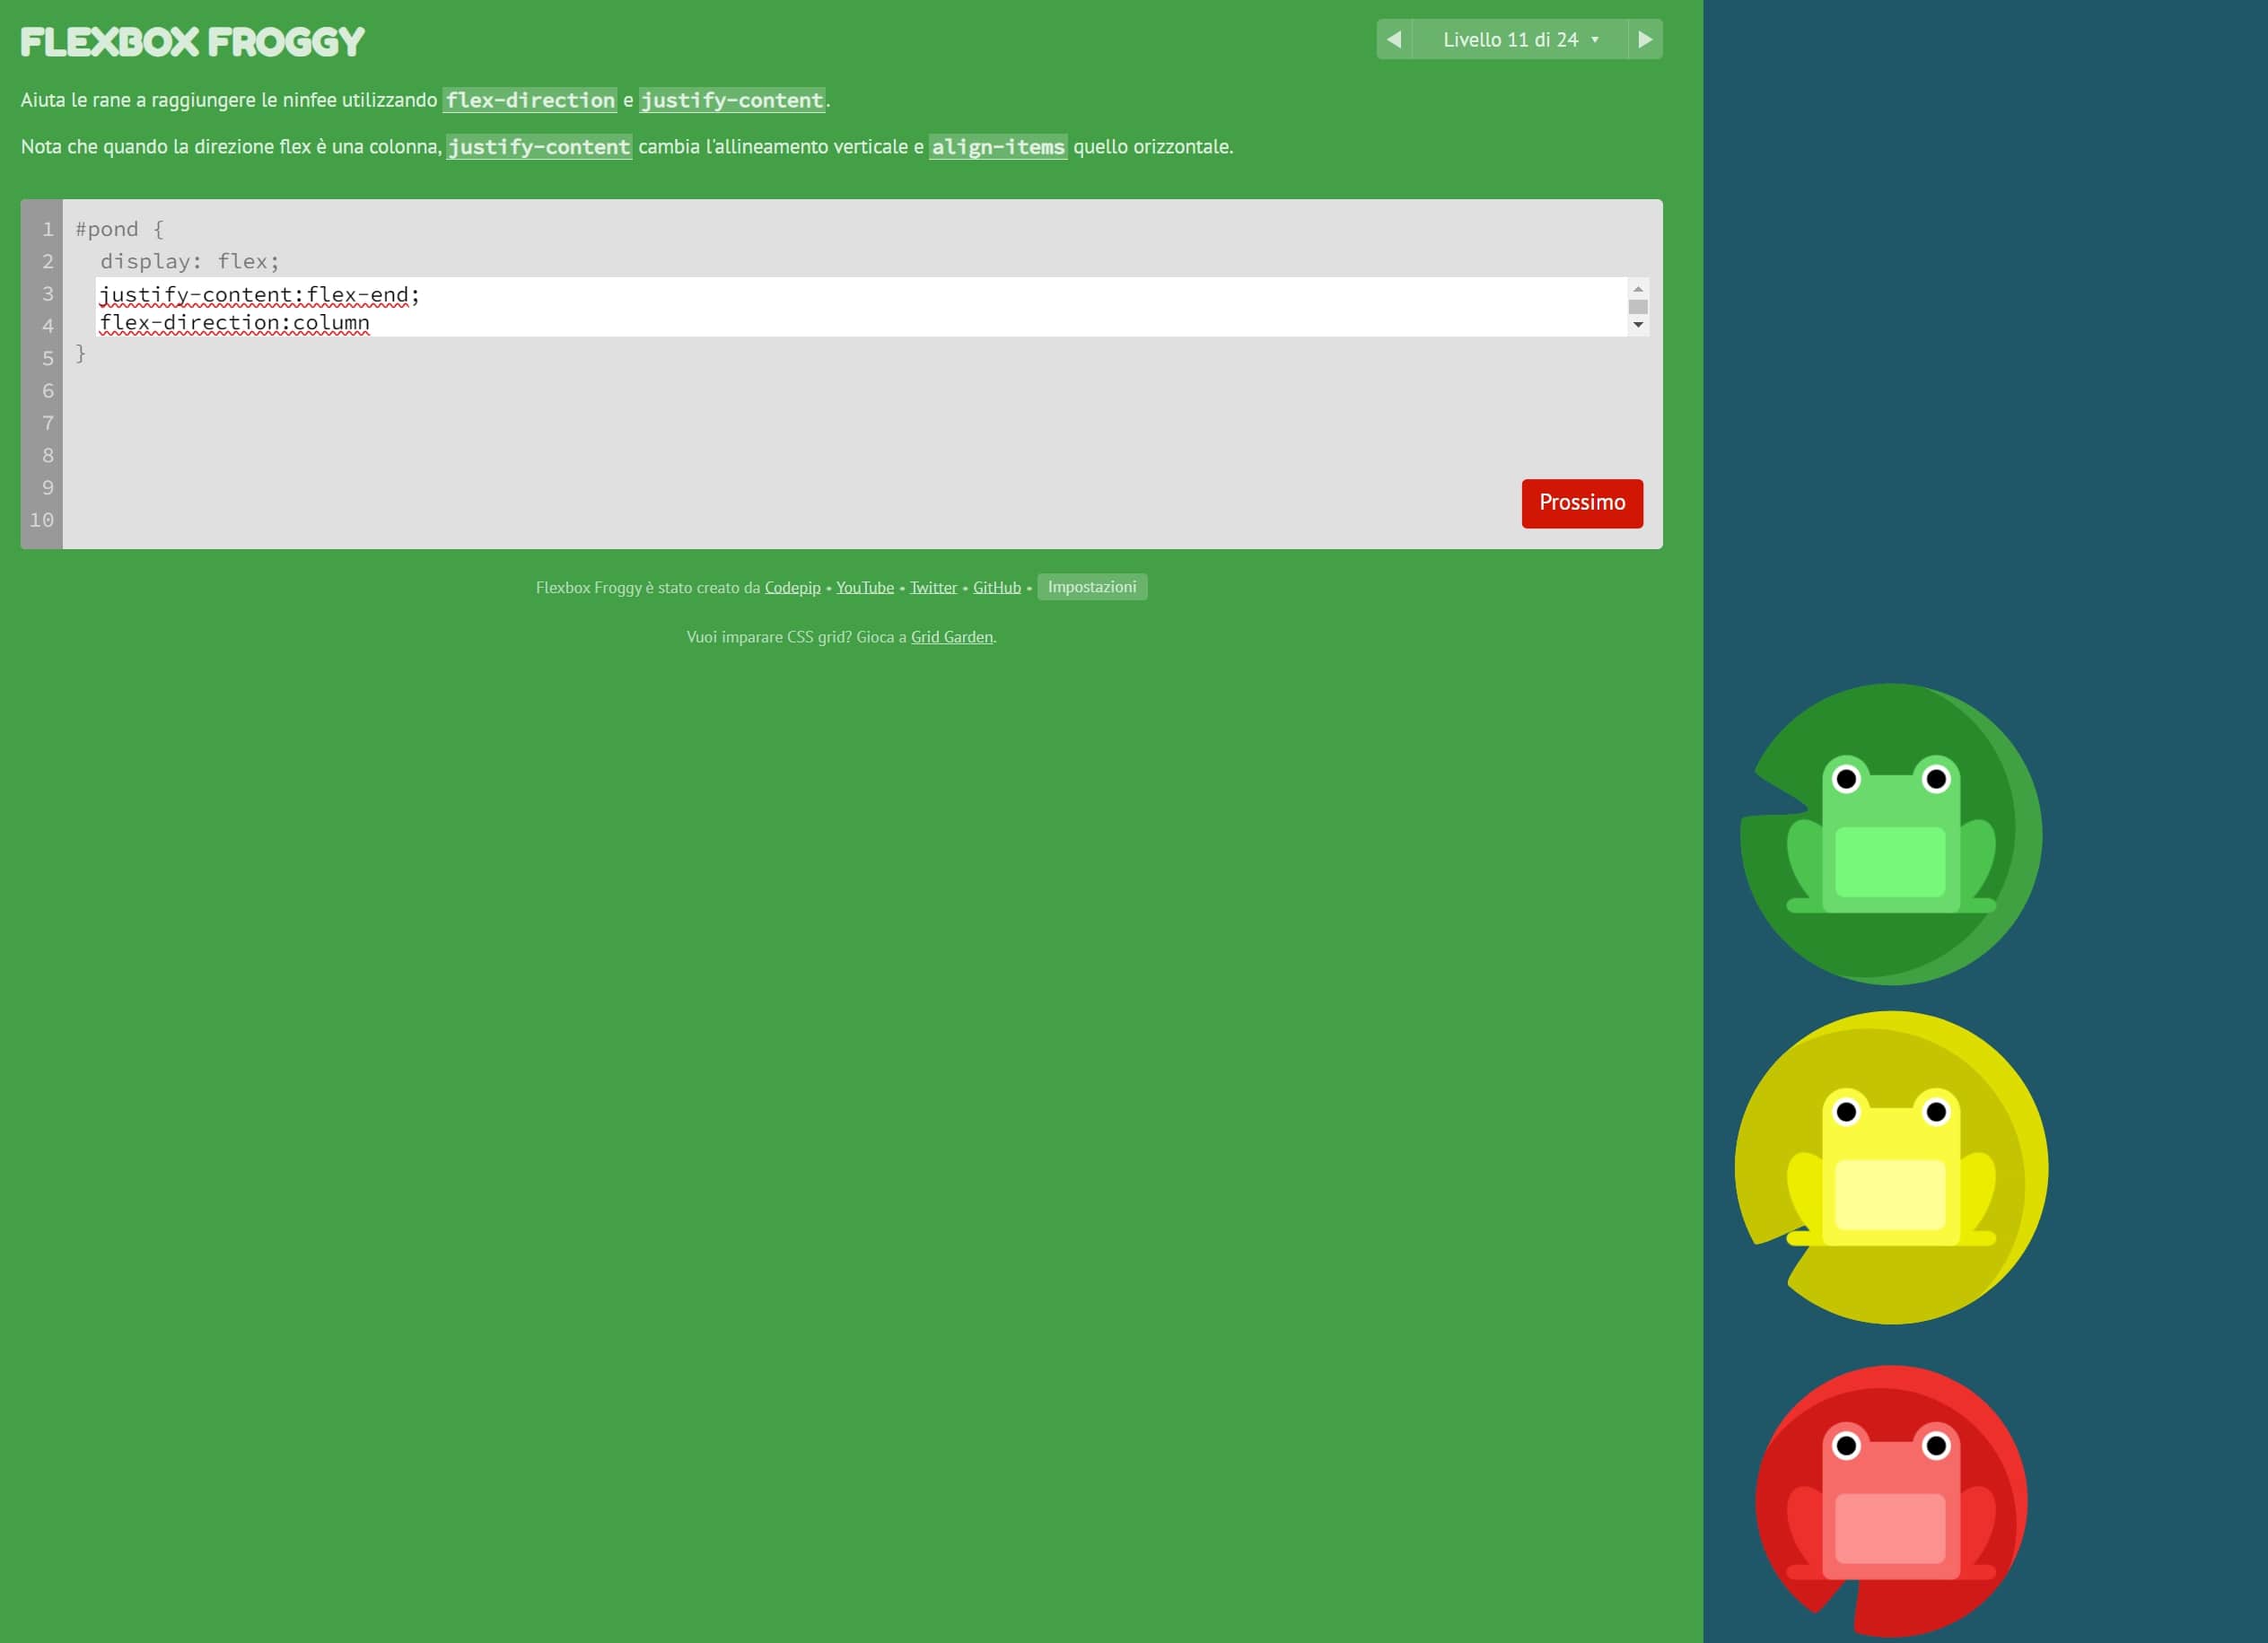 FLEXBOX FROGGY
◀ Livello 11 di 24 ▾ ▶
Aiuta le rane a raggiungere le ninfee utilizzando flex-direction e justify-content.
Nota che quando la direzione flex è una colonna, justify-content cambia l'allineamento verticale e align-items quello orizzontale.
1 #pond {
2 display: flex;
3 justify-content:flex-end;
4 flex-direction:column
5 }
6
7
8
9
10
Prossimo
Flexbox Froggy è stato creato da Codepip • YouTube • Twitter • GitHub • Impostazioni
Vuoi imparare CSS grid? Gioca a Grid Garden.